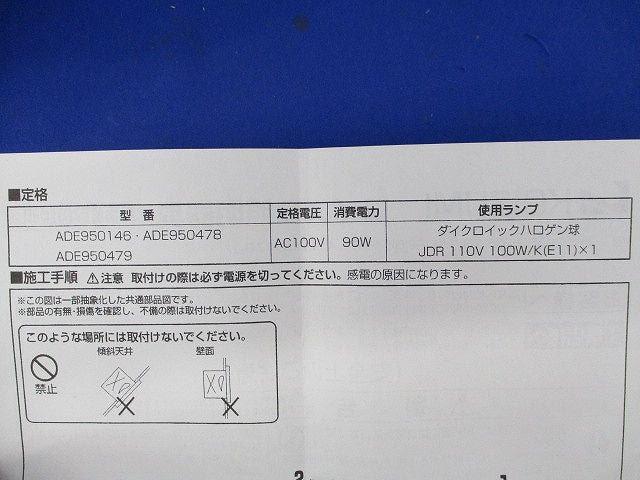 ■定格
型 番 定格電圧 消費電力 使用ランプ
ADE950146・ADE950478
ADE950479
AC100V 90W
ダイクロイックハロゲン球
JDR 110V 100W/K(E11)×1
■施工手順 ⚠注意 取付けの際は必ず電源を切ってください。感電の原因になります。
※この図は一部抽象化した共通部品図です。
※部品の有無・損傷を確認し、不備の際は取付けないでください。
このような場所には取付けないでください。
禁止
傾斜天井 壁面